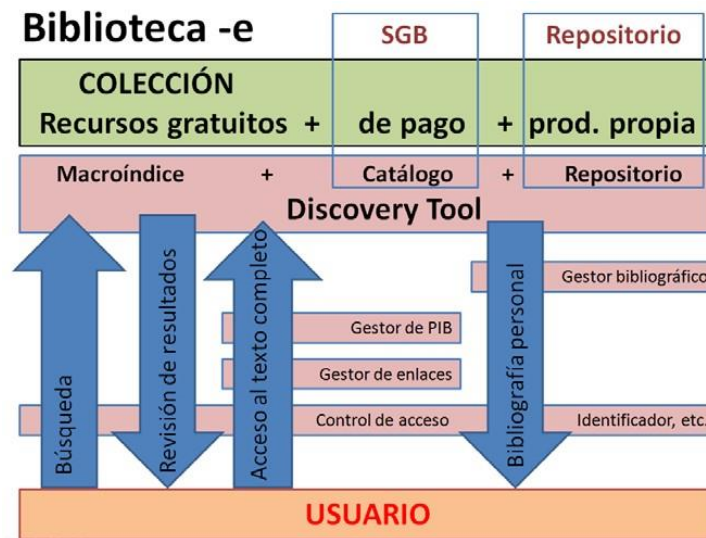 Biblioteca -e
SGB
Repositorio
COLECCIÓN
Recursos gratuitos + de pago + prod. propia
Macroíndice + Catálogo + Repositorio
Discovery Tool
Búsqueda
Revisión de resultados
Acceso al texto completo
Bibliografía personal
Gestor bibliográfico
Gestor de PIB
Gestor de enlaces
Control de acceso
Identificador, etc.
USUARIO